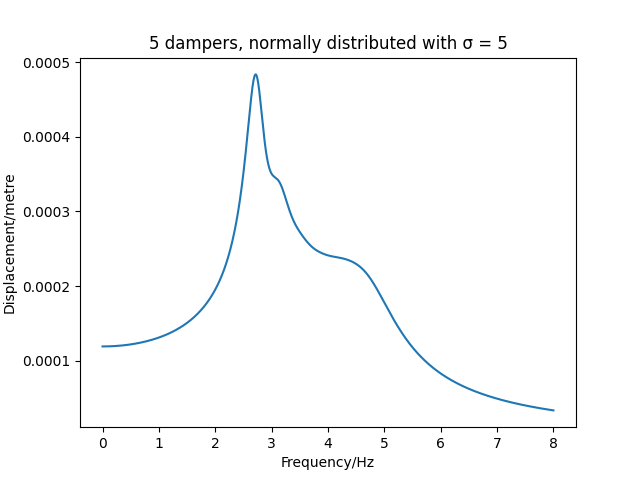 5 dampers, normally distributed with σ = 5
0.0005
0.0004
0.0003
0.0002
0.0001
Displacement/metre
0 1 2 3 4 5 6 7 8
Frequency/Hz